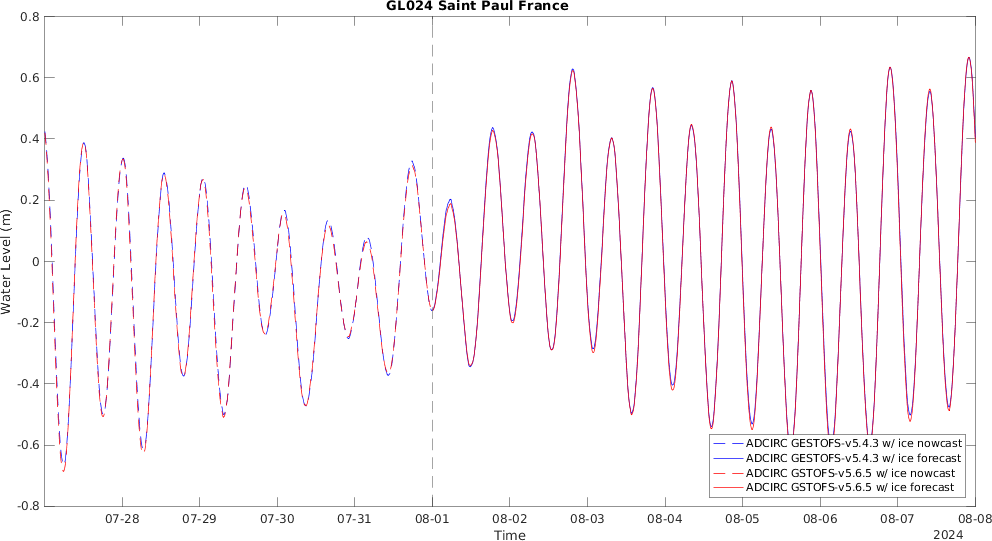 GL024 Saint Paul France
0.8
0.6
0.4
0.2
0
-0.2
-0.4
-0.6
-0.8
Water Level (m)
ADCIRC GESTOFS-v5.4.3 w/ ice nowcast
ADCIRC GESTOFS-v5.4.3 w/ ice forecast
ADCIRC GSTOFS-v5.6.5 w/ ice nowcast
ADCIRC GSTOFS-v5.6.5 w/ ice forecast
07-28 07-29 07-30 07-31 08-01 08-02 08-03 08-04 08-05 08-06 08-07 08-08
Time
2024